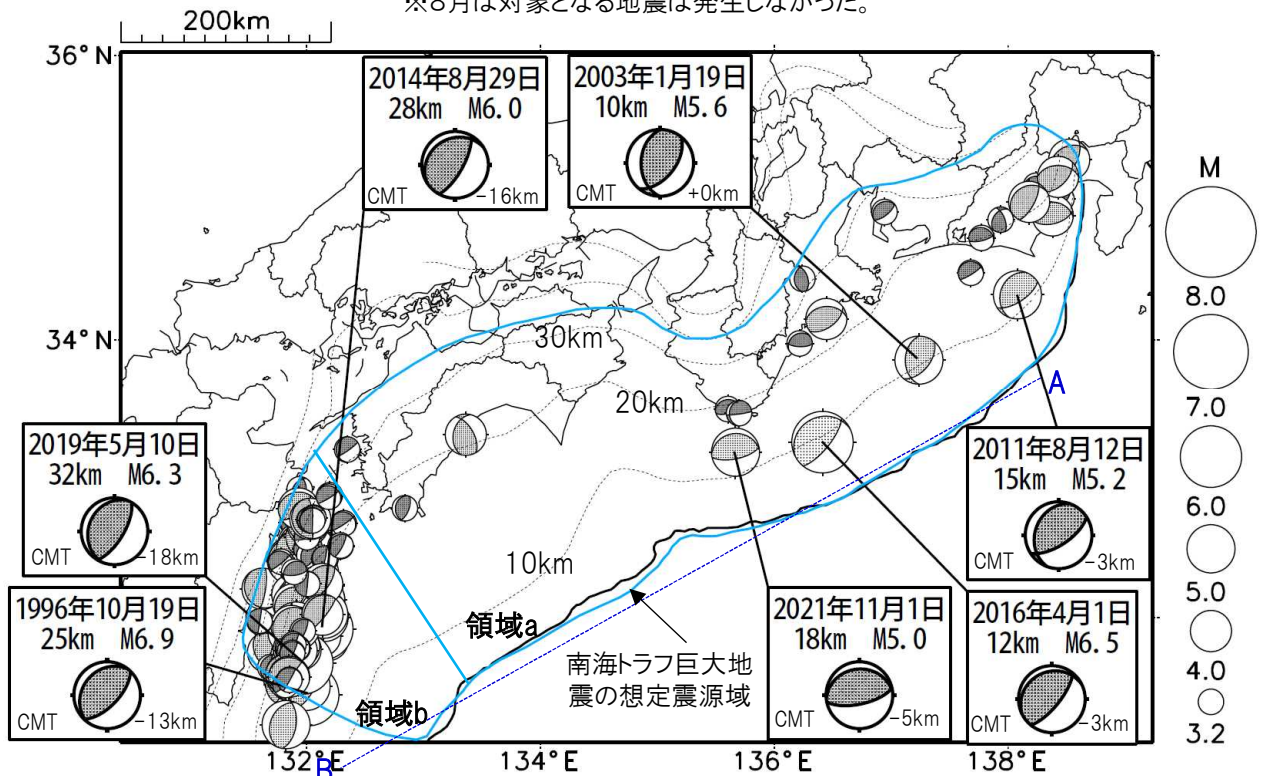 ※8月は対象となる地震は発生しなかった。
200km
36°N
2014年8月29日
28km M6.0
CMT
-16km
2003年1月19日
10km M5.6
CMT
+0km
M
8.0
7.0
6.0
5.0
4.0
3.2
34°N
30km
20km
10km
A
2019年5月10日
32km M6.3
CMT
-18km
2011年8月12日
15km M5.2
CMT
-3km
1996年10月19日
25km M6.9
CMT
-13km
領域a
領域b
南海トラフ巨大地
震の想定震源域
2021年11月1日
18km M5.0
CMT
-5km
2016年4月1日
12km M6.5
CMT
-3km
132°E
B
134°E
136°E
138°E